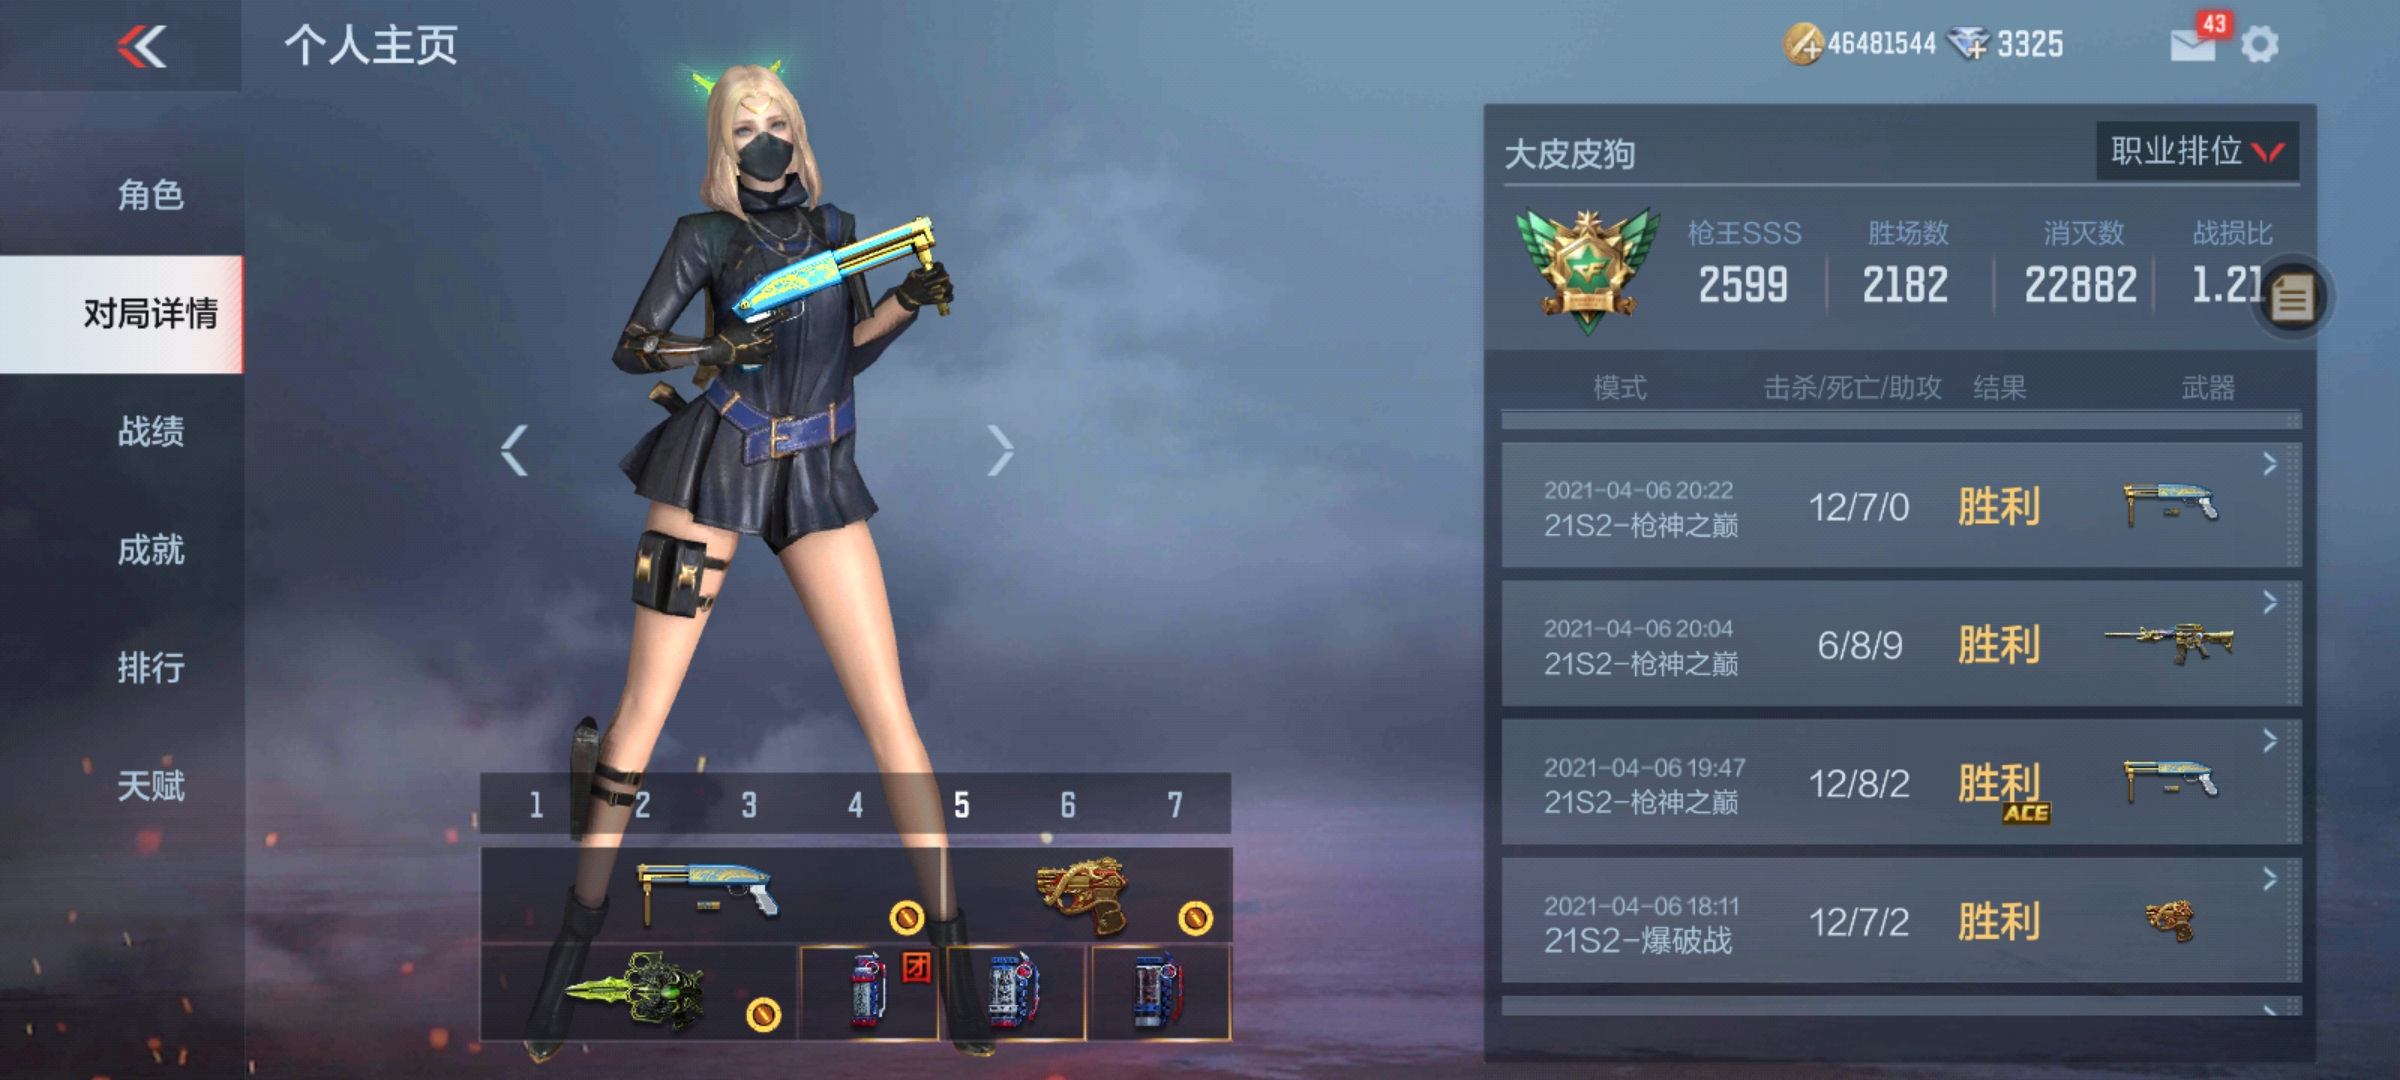 个人主页
46481544
3325
43
角色
对局详情
战绩
成就
排行
天赋
大皮皮狗
职业排位
枪王SSS 胜场数 消灭数 战损比
2599 2182 22882 1.21
模式 击杀/死亡/助攻 结果 武器
2021-04-06 20:22
21S2-枪神之巅
12/7/0
胜利
2021-04-06 20:04
21S2-枪神之巅
6/8/9
胜利
2021-04-06 19:47
21S2-枪神之巅
12/8/2
胜利
ACE
2021-04-06 18:11
21S2-爆破战
12/7/2
胜利
1 2 3 4 5 6 7
团